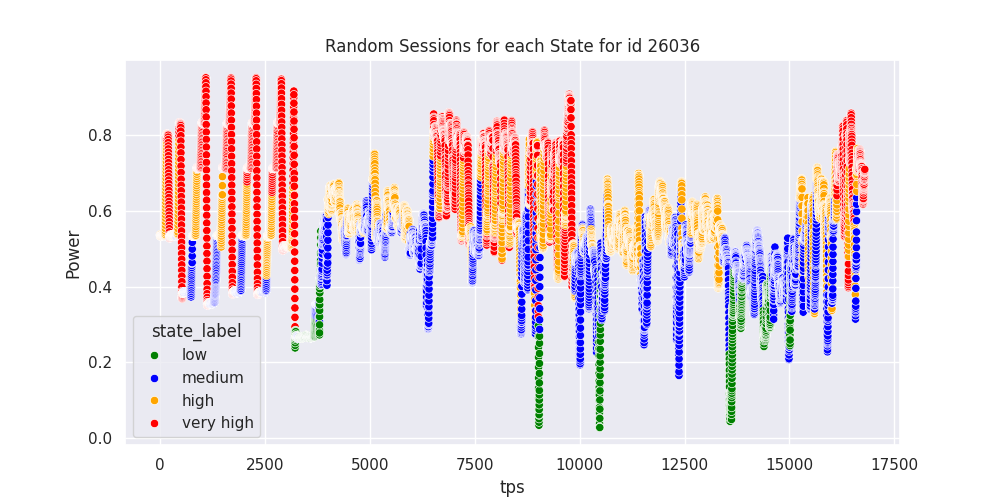 Random Sessions for each State for id 26036
Power
0.8
0.6
0.4
0.2
0.0
state_label
low
medium
high
very high
0 2500 5000 7500 10000 12500 15000 17500
tps